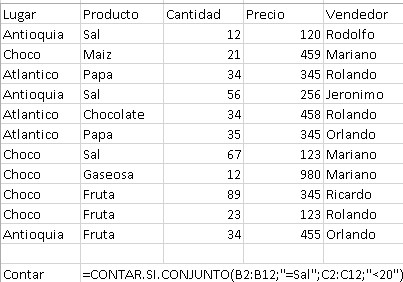 Lugar Producto Cantidad Precio Vendedor
Antioquia Sal 12 120 Rodolfo
Choco Maiz 21 459 Mariano
Atlantico Papa 34 345 Rolando
Antioquia Sal 56 256 Jeronimo
Atlantico Chocolate 34 458 Rolando
Atlantico Papa 35 345 Orlando
Choco Sal 67 123 Mariano
Choco Gaseosa 12 980 Mariano
Choco Fruta 89 345 Ricardo
Choco Fruta 23 123 Rolando
Antioquia Fruta 34 455 Orlando
Contar =CONTAR.SI.CONJUNTO(B2:B12;"=Sal";C2:C12;"<20")